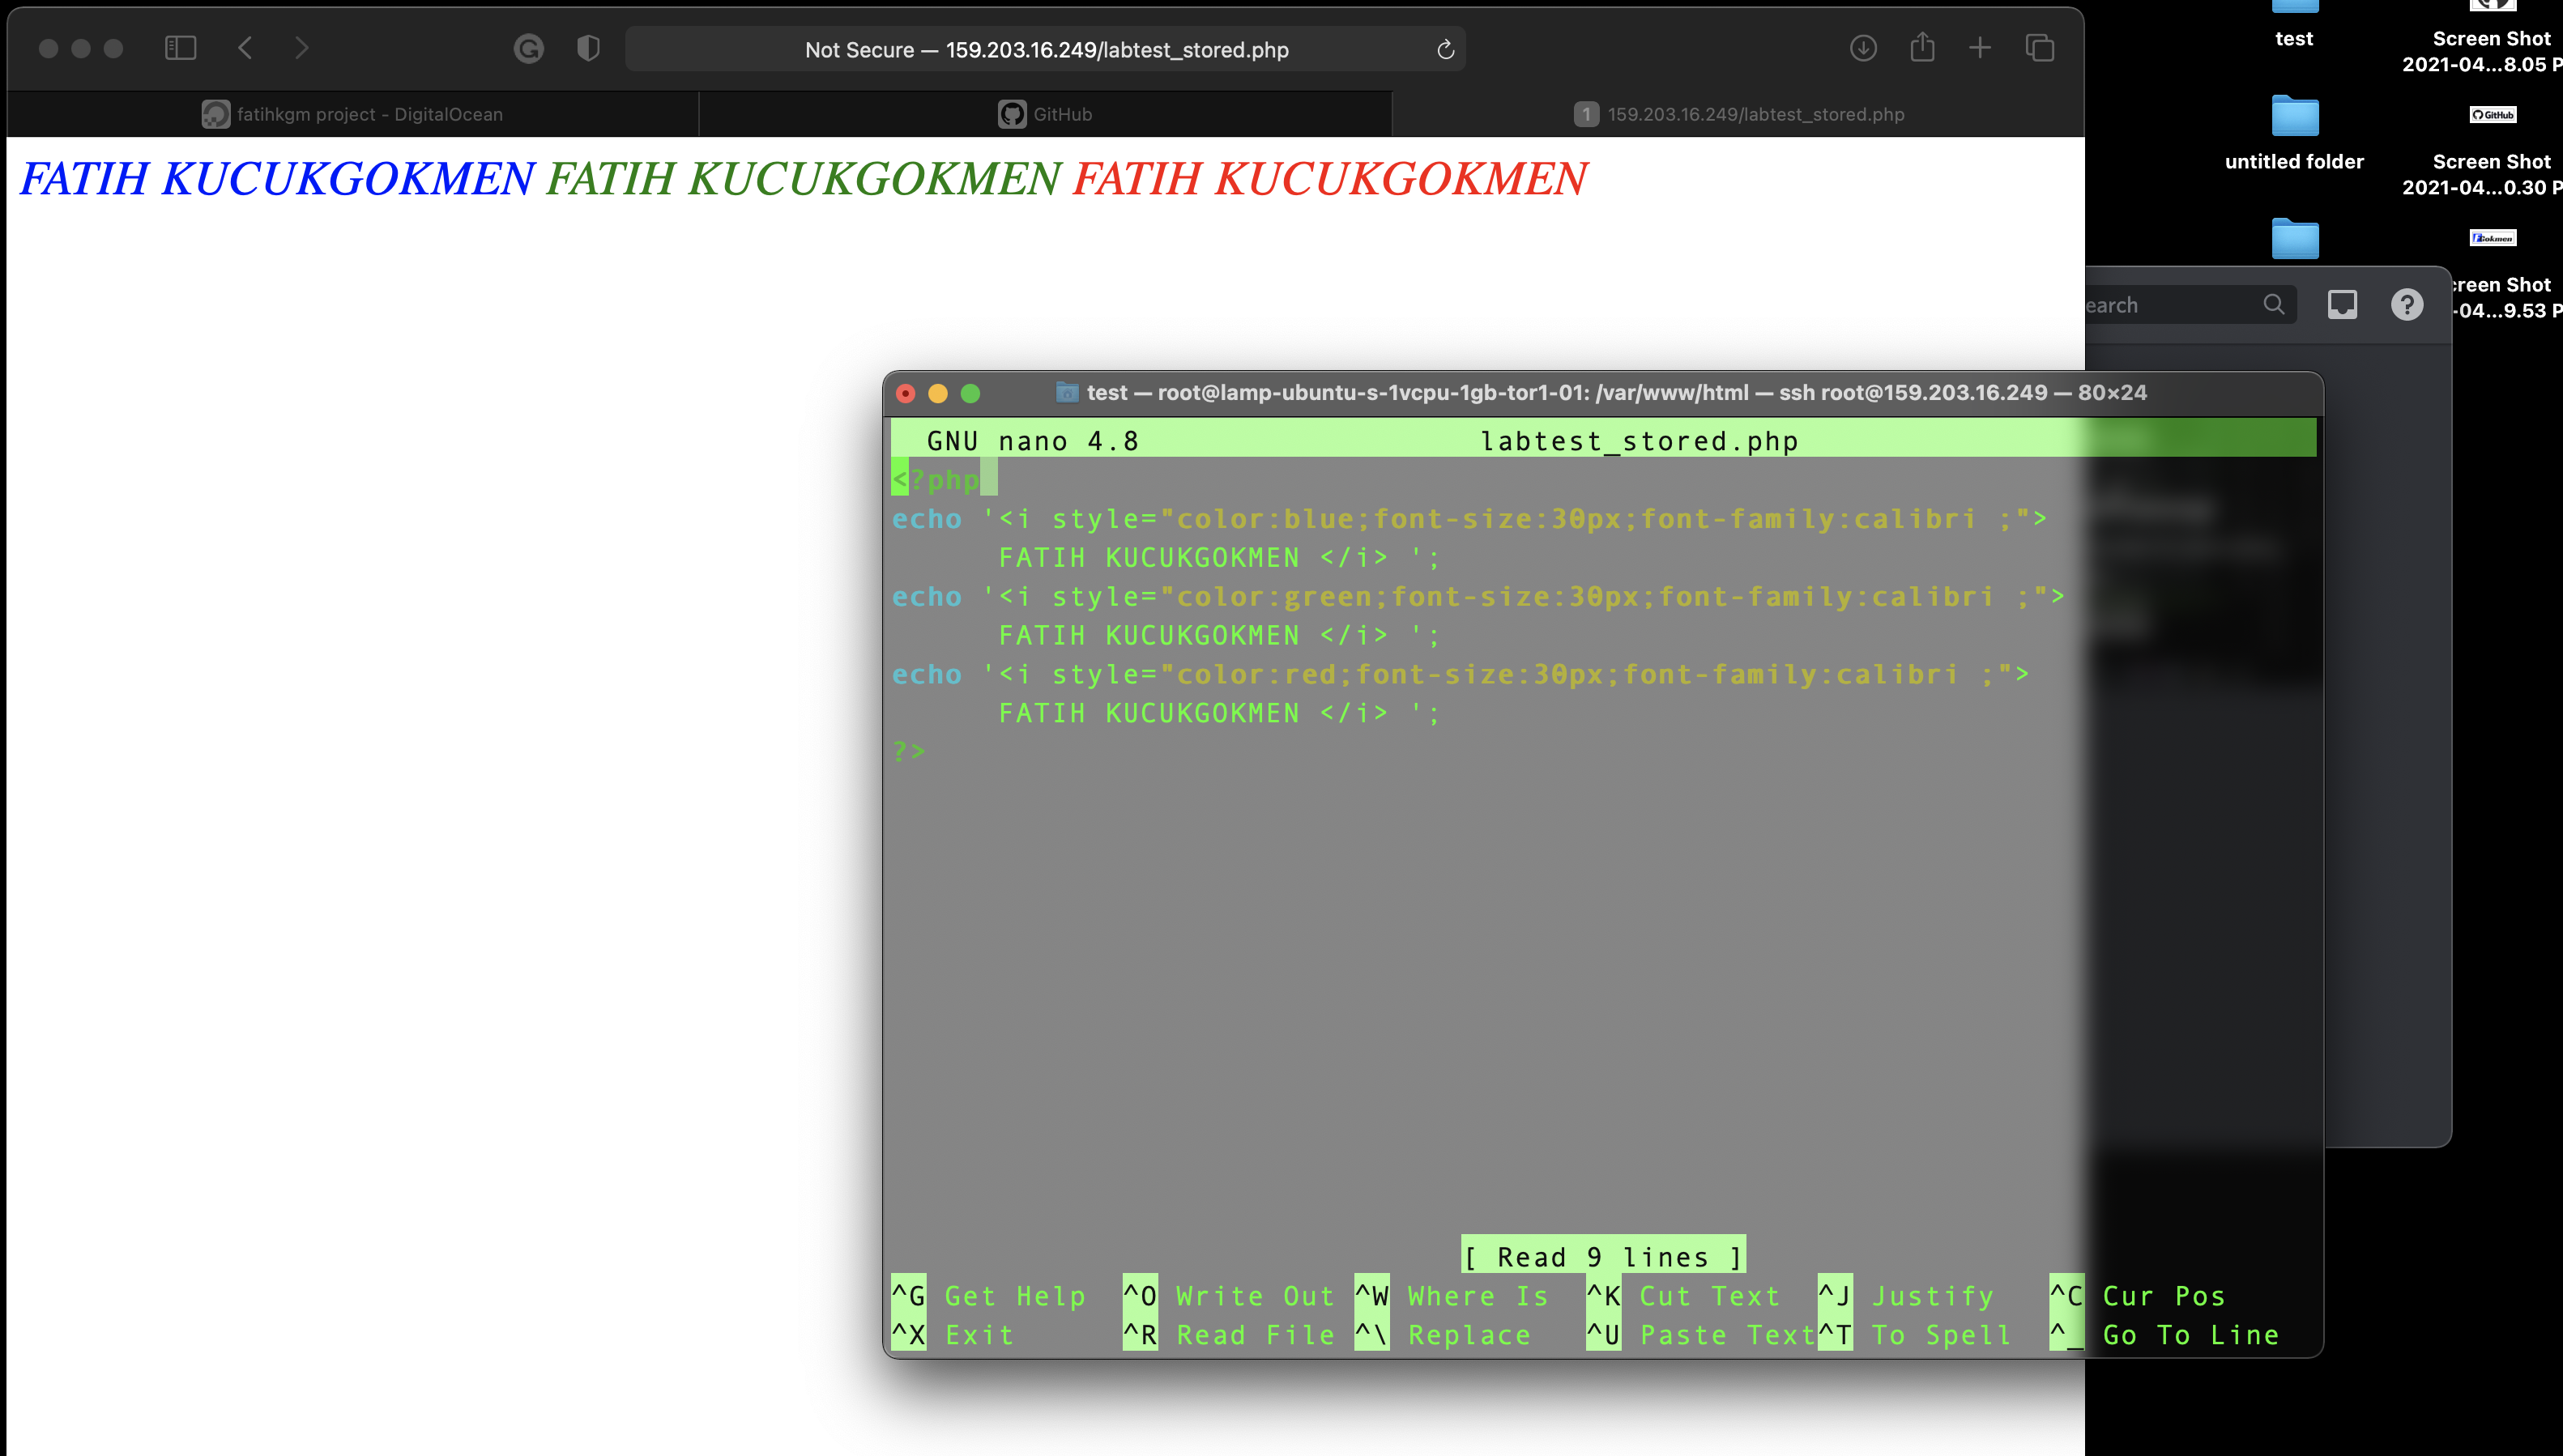 Not Secure — 159.203.16.249/labtest_stored.php
fatihkgm project - DigitalOcean
GitHub
1 159.203.16.249/labtest_stored.php
FATIH KUCUKGOKMEN FATIH KUCUKGOKMEN FATIH KUCUKGOKMEN
test
Screen Shot
2021-04...8.05 P
GitHub
untitled folder
Screen Shot
2021-04...0.30 P
Gokmen
creen Shot
-04...9.53 P
earch
test — root@lamp-ubuntu-s-1vcpu-1gb-tor1-01: /var/www/html — ssh root@159.203.16.249 — 80×24
GNU nano 4.8 labtest_stored.php
<?php
echo '<i style="color:blue;font-size:30px;font-family:calibri ;">
FATIH KUCUKGOKMEN </i> ';
echo '<i style="color:green;font-size:30px;font-family:calibri ;">
FATIH KUCUKGOKMEN </i> ';
echo '<i style="color:red;font-size:30px;font-family:calibri ;">
FATIH KUCUKGOKMEN </i> ';
?>
[ Read 9 lines ]
^G Get Help ^O Write Out ^W Where Is ^K Cut Text ^J Justify ^C Cur Pos
^X Exit ^R Read File ^\ Replace ^U Paste Text^T To Spell ^_ Go To Line